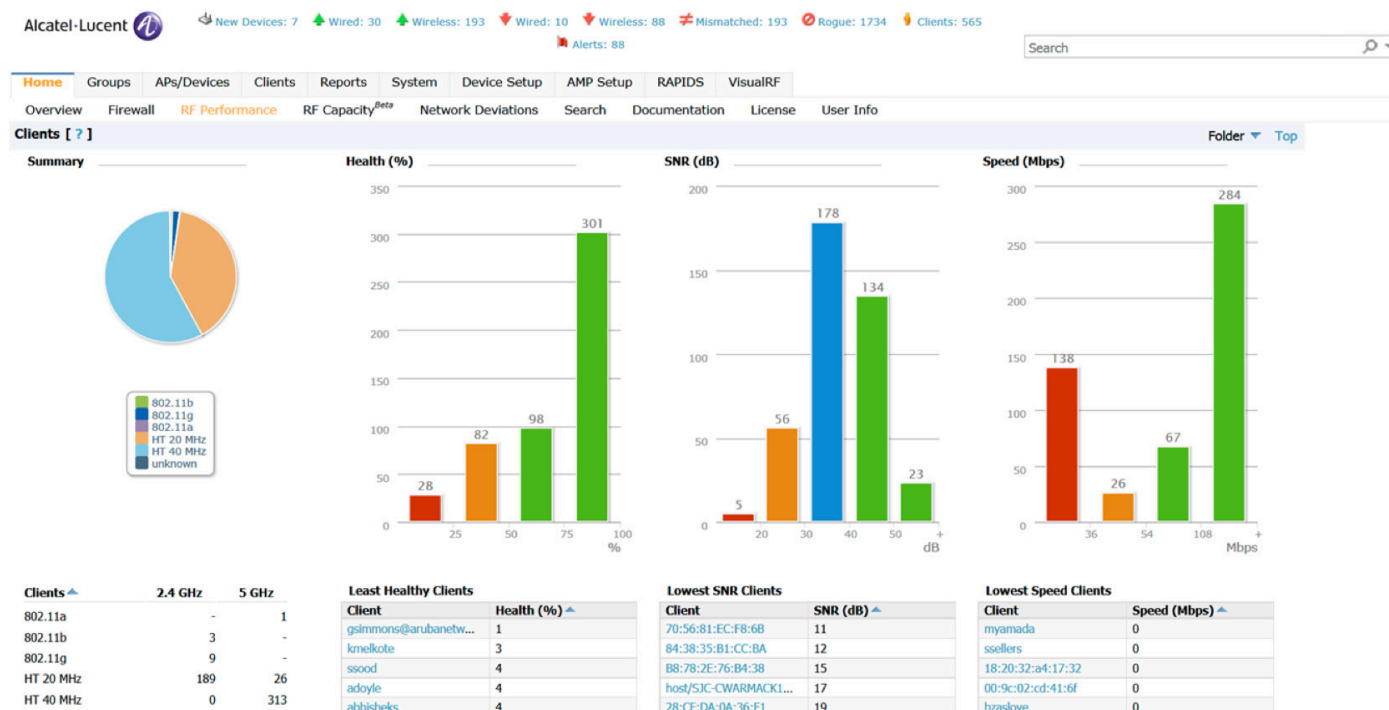 Alcatel·Lucent
New Devices: 7 Wired: 30 Wireless: 193 Wired: 10 Wireless: 88 Mismatched: 193 Rogue: 1734 Clients: 565
Alerts: 88
Search
Home Groups APs/Devices Clients Reports System Device Setup AMP Setup RAPIDS VisualRF
Overview Firewall RF Performance RF Capacity Beta Network Deviations Search Documentation License User Info
Clients [ ? ] Folder Top
Summary
802.11b
802.11g
802.11a
HT 20 MHz
HT 40 MHz
unknown
Health (%)
350
300
250
200
150
100
50
0
28
82
98
301
25 50 75 100
%
SNR (dB)
200
150
100
50
0
5
56
178
134
23
20 30 40 50 +
dB
Speed (Mbps)
300
250
200
150
100
50
0
138
26
67
284
36 54 108 +
Mbps
Clients 2.4 GHz 5 GHz
802.11a - 1
802.11b 3 -
802.11g 9 -
HT 20 MHz 189 26
HT 40 MHz 0 313
Least Healthy Clients
Client Health (%)
gsimmons@arubanetw... 1
kmelkote 3
ssood 4
adoyle 4
abhisheks 4
Lowest SNR Clients
Client SNR (dB)
70:56:81:EC:F8:6B 11
84:38:35:B1:CC:BA 12
B8:78:2E:76:B4:38 15
host/SJC-CWARMACK1... 17
28:CF:DA:0A:36:F1 19
Lowest Speed Clients
Client Speed (Mbps)
myamada 0
ssellers 0
18:20:32:a4:17:32 0
00:9c:02:cd:41:6f 0
bzaslove 0